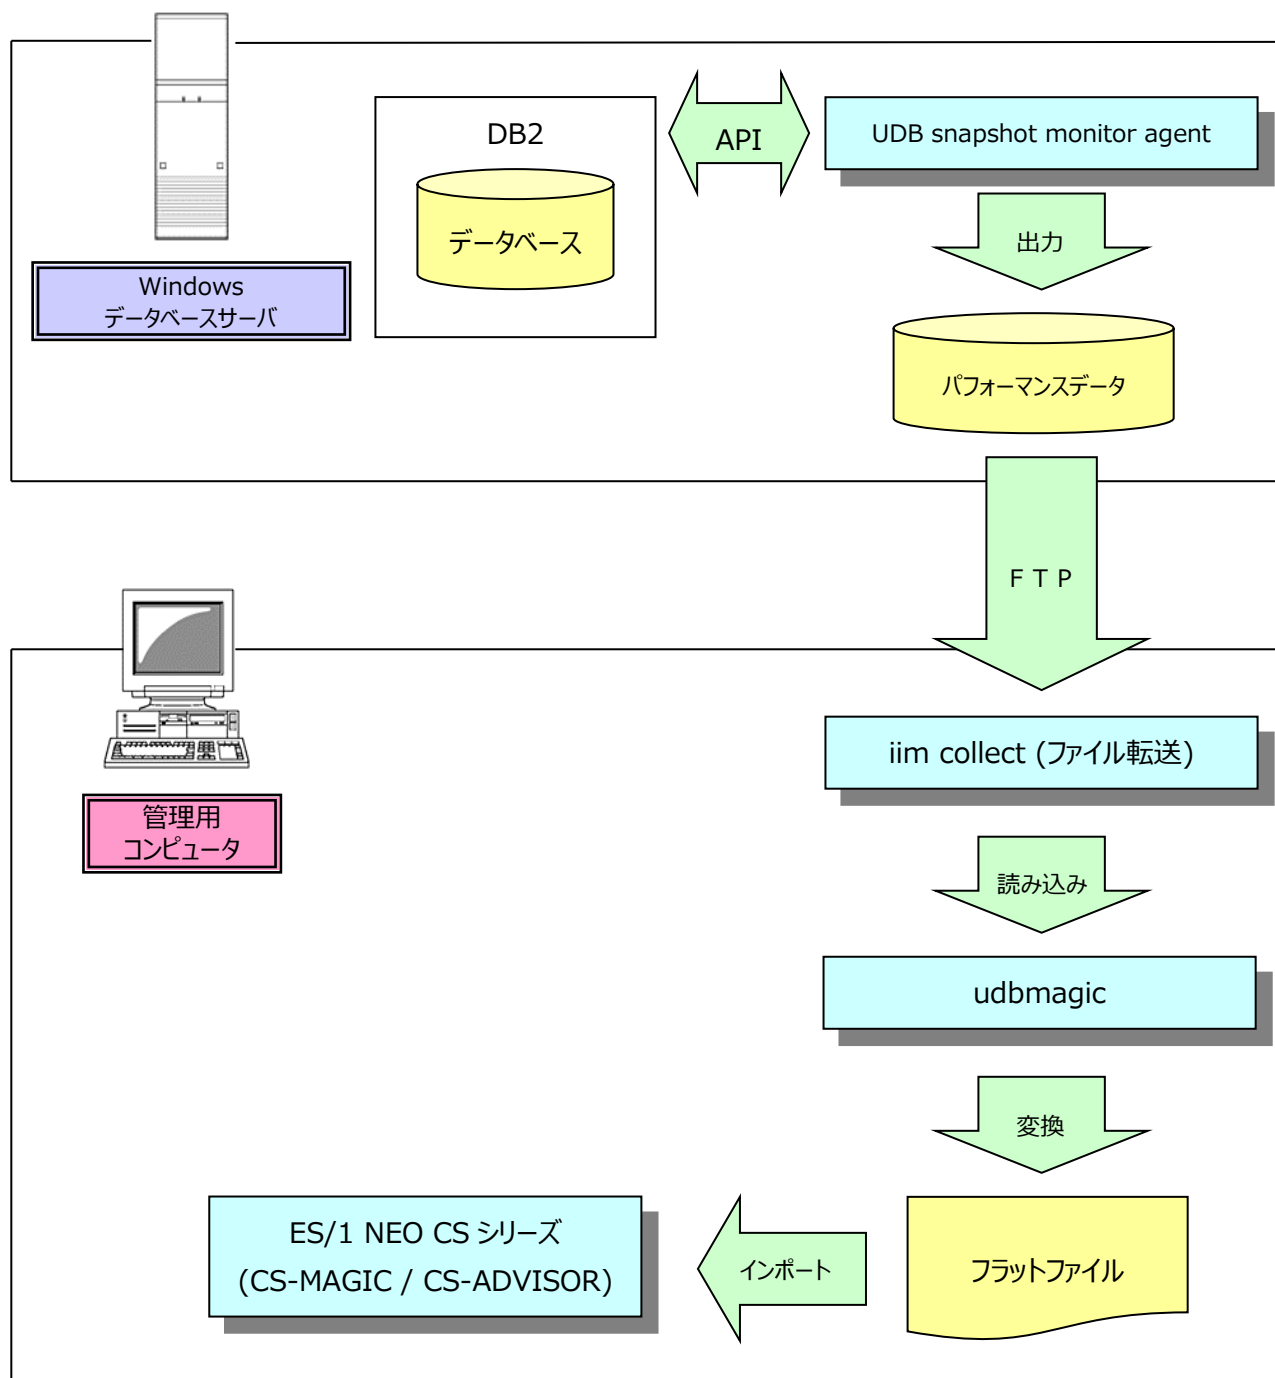 DB2
データベース
API
UDB snapshot monitor agent
出力
Windows
データベースサーバ
パフォーマンスデータ
ＦＴＰ
管理用
コンピュータ
iim collect (ファイル転送)
読み込み
udbmagic
変換
ES/1 NEO CS シリーズ
(CS-MAGIC / CS-ADVISOR)
インポート
フラットファイル